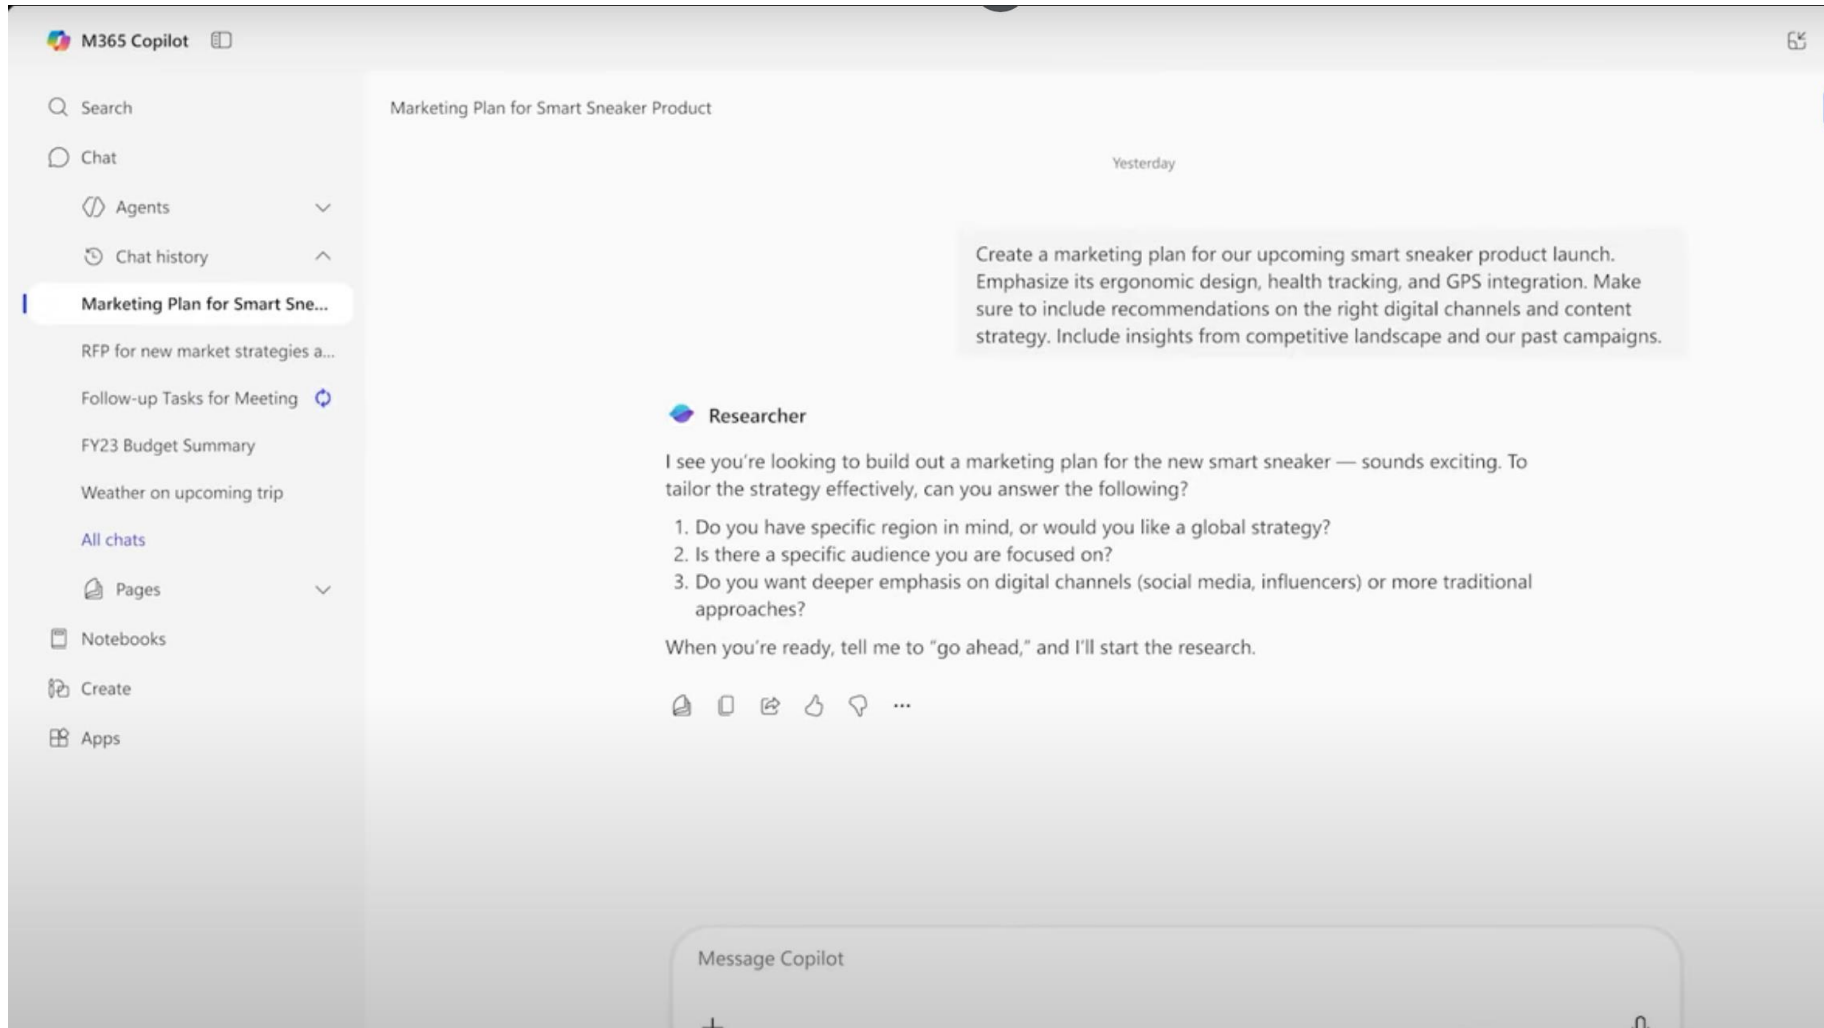 M365 Copilot
Search
Chat
Agents
Chat history
Marketing Plan for Smart Sne...
RFP for new market strategies a...
Follow-up Tasks for Meeting
FY23 Budget Summary
Weather on upcoming trip
All chats
Pages
Notebooks
Create
Apps
Marketing Plan for Smart Sneaker Product
Yesterday
Create a marketing plan for our upcoming smart sneaker product launch.
Emphasize its ergonomic design, health tracking, and GPS integration. Make
sure to include recommendations on the right digital channels and content
strategy. Include insights from competitive landscape and our past campaigns.
Researcher
I see you're looking to build out a marketing plan for the new smart sneaker — sounds exciting. To
tailor the strategy effectively, can you answer the following?
1. Do you have specific region in mind, or would you like a global strategy?
2. Is there a specific audience you are focused on?
3. Do you want deeper emphasis on digital channels (social media, influencers) or more traditional
approaches?
When you're ready, tell me to "go ahead," and I'll start the research.
Message Copilot